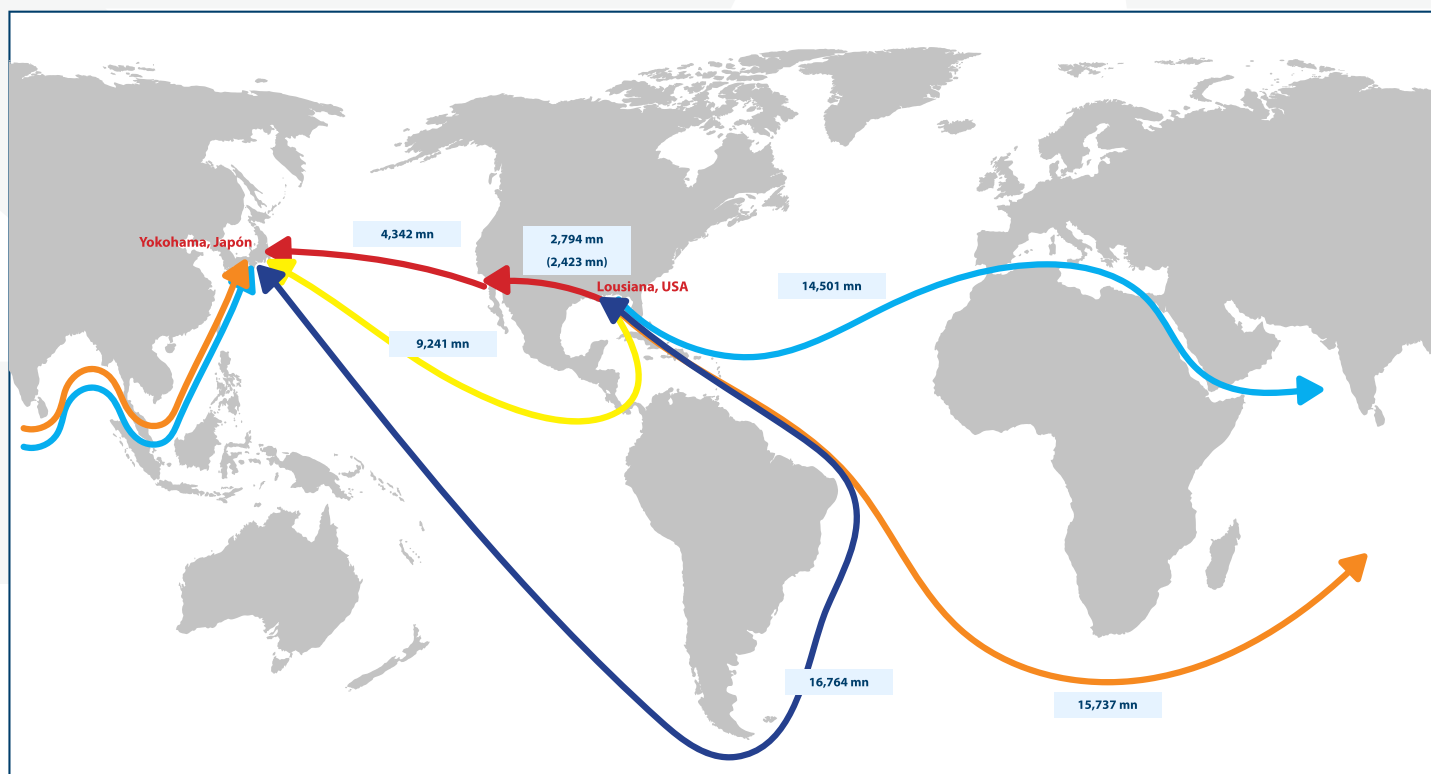 4,342 mn
2,794 mn
(2,423 mn)
Yokohama, Japón
14,501 mn
Lousiana, USA
9,241 mn
16,764 mn
15,737 mn